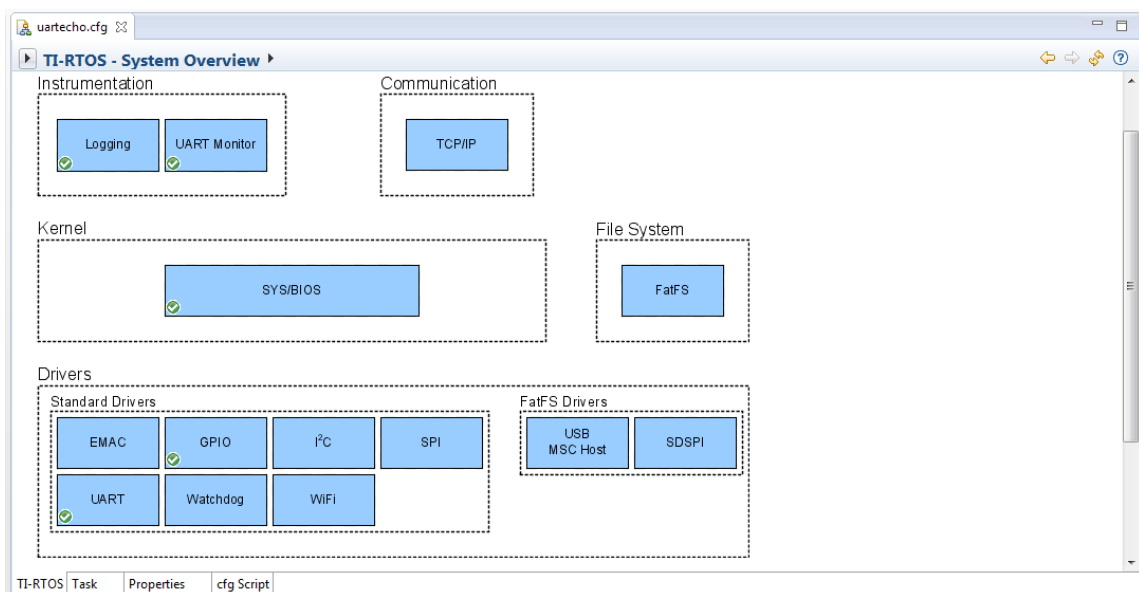 uartecho.cfg
TI-RTOS - System Overview
Instrumentation
Communication
Logging
UART Monitor
TCP/IP
Kernel
File System
SYS/BIOS
FatFS
Drivers
Standard Drivers
FatFS Drivers
EMAC
GPIO
I²C
SPI
USB
MSC Host
SDSPI
UART
Watchdog
WiFi
TI-RTOS Task Properties cfg Script